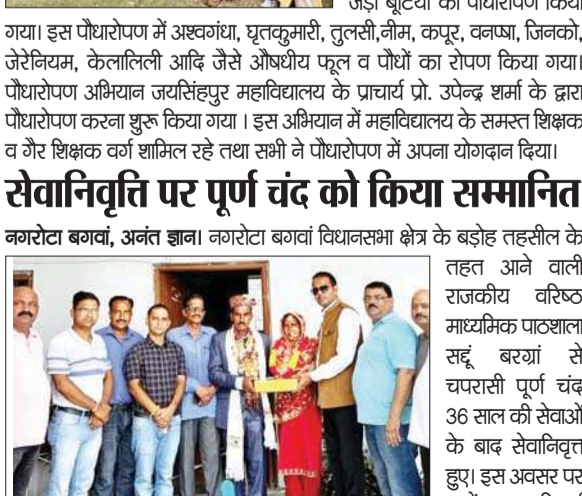 जड़ी बूटियों का पौधारोपण किया
गया। इस पौधारोपण में अश्वगंधा, घृतकुमारी, तुलसी,नीम, कपूर, वनष्षा, जिनको,
जेरेनियम, केलालिली आदि जैसे औषधीय फूल व पौधों का रोपण किया गया।
पौधारोपण अभियान जयसिंहपुर महाविद्यालय के प्राचार्य प्रो. उपेन्द्र शर्मा के द्वारा
पौधारोपण करना शुरू किया गया । इस अभियान में महाविद्यालय के समस्त शिक्षक
व गैर शिक्षक वर्ग शामिल रहे तथा सभी ने पौधारोपण में अपना योगदान दिया।
सेवानिवृत्ति पर पूर्ण चंद को किया सम्मानित
नगरोटा बगवां, अनंत ज्ञान। नगरोटा बगवां विधानसभा क्षेत्र के बड़ोह तहसील के
तहत आने वाली
राजकीय वरिष्ठ
माध्यमिक पाठशाला
सद्दूं बरग्रां से
चपरासी पूर्ण चंद
36 साल की सेवाओं
के बाद सेवानिवृत्त
हुए। इस अवसर पर